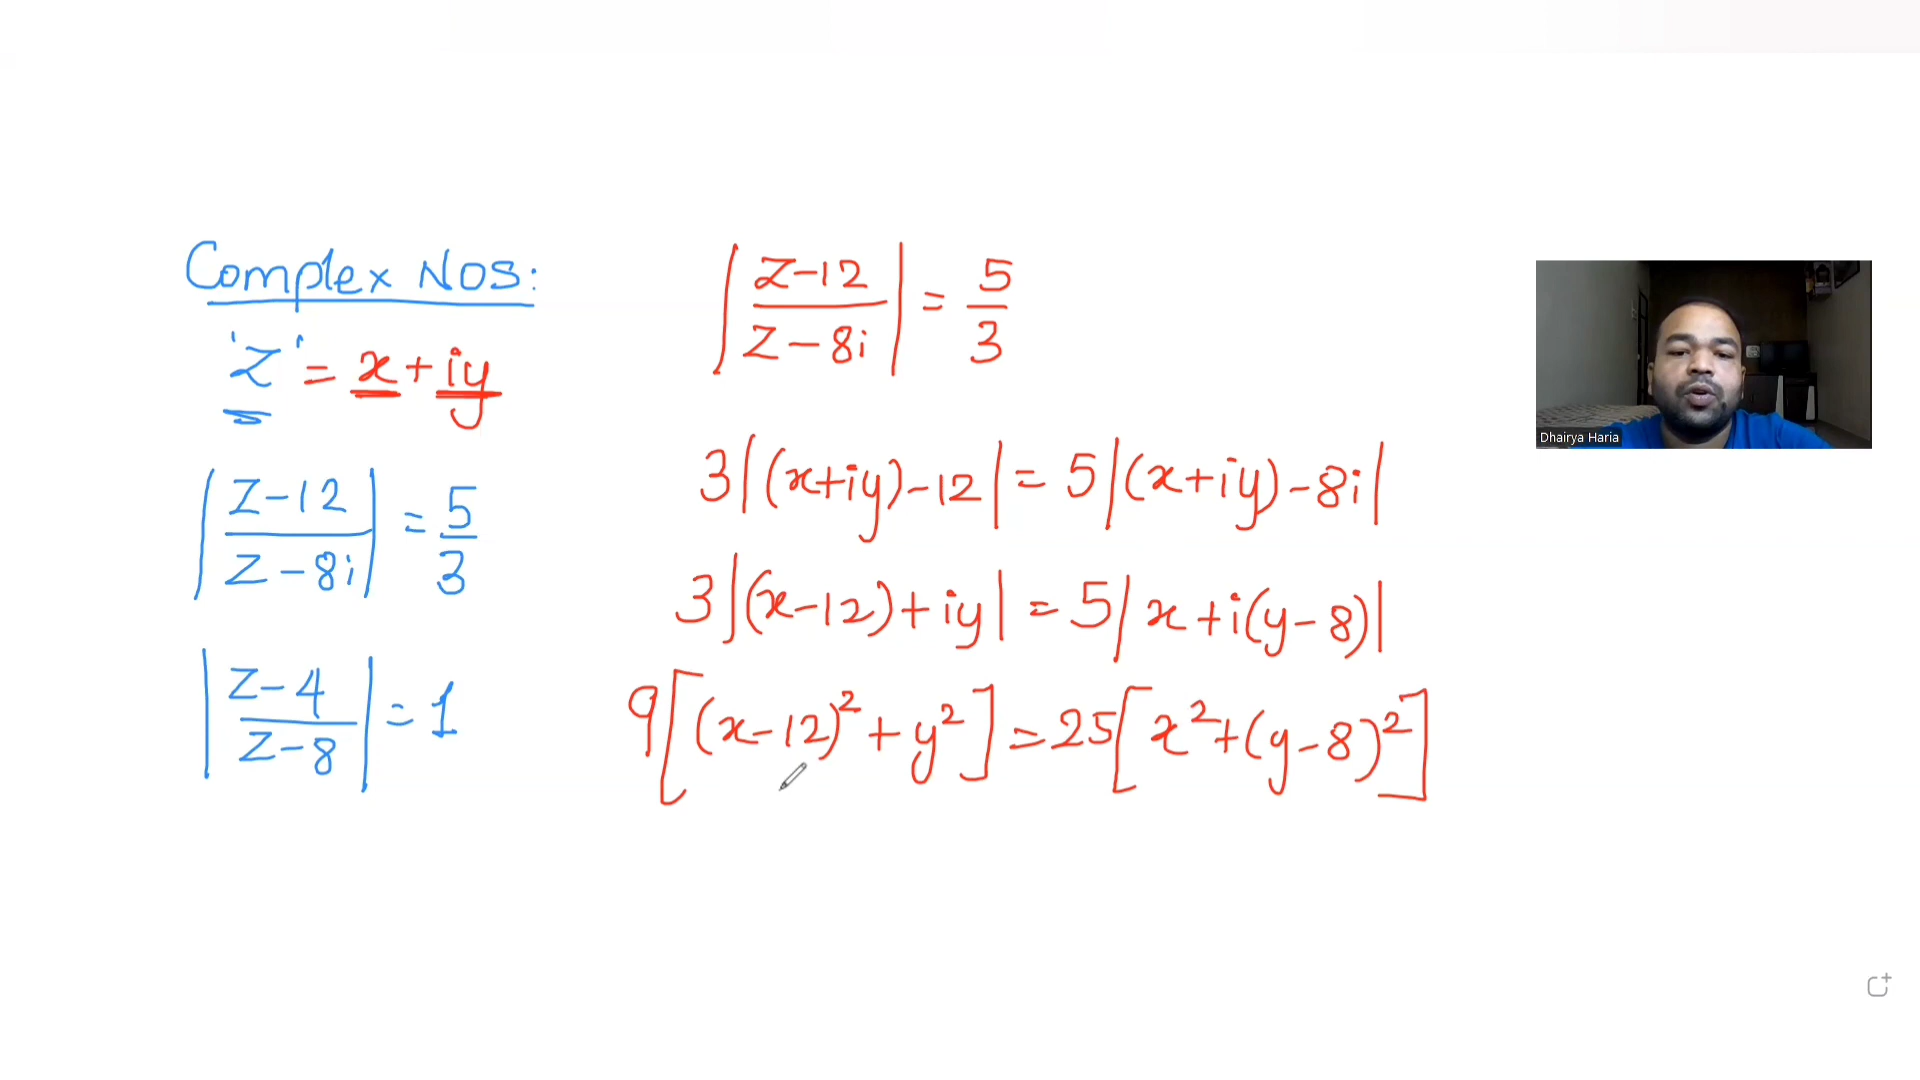 Complex Nos:
'Z' = x + iy
|Z-12 / Z-8i| = 5/3
|Z-4 / Z-8| = 1
|Z-12 / Z-8i| = 5/3
3|(x+iy)-12| = 5|(x+iy)-8i|
3|(x-12)+iy| = 5|x+i(y-8)|
9[(x-12)²+y²] = 25[x²+(y-8)²]
Dhairya Haria